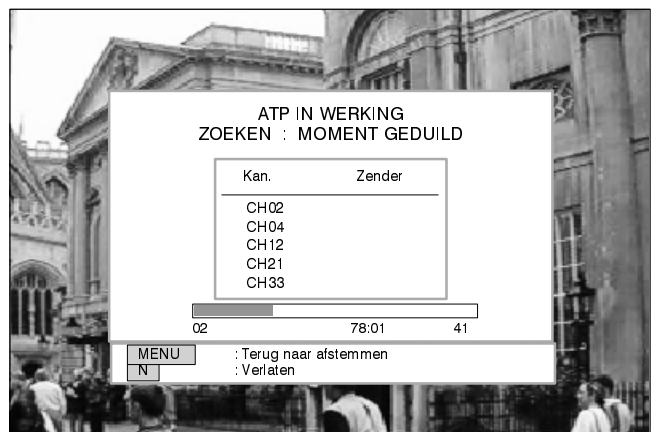 ATP IN WERKING
ZOEKEN : MOMENT GEDUILD
Kan. Zender
CH02
CH04
CH12
CH21
CH33
02 78:01 41
MENU : Terug naar afstemmen
N : Verlaten